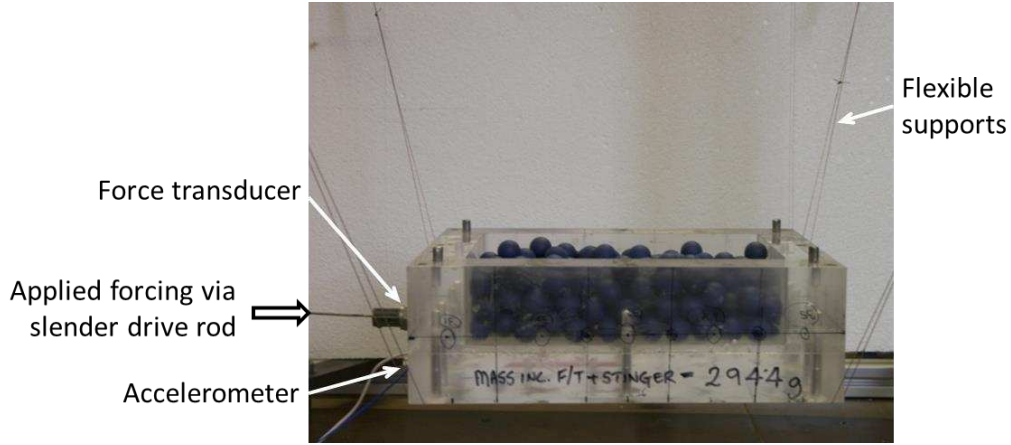 Flexible
supports
Force transducer
Applied forcing via
slender drive rod
Accelerometer
MASS INC. F/T + STINGER = 2944g